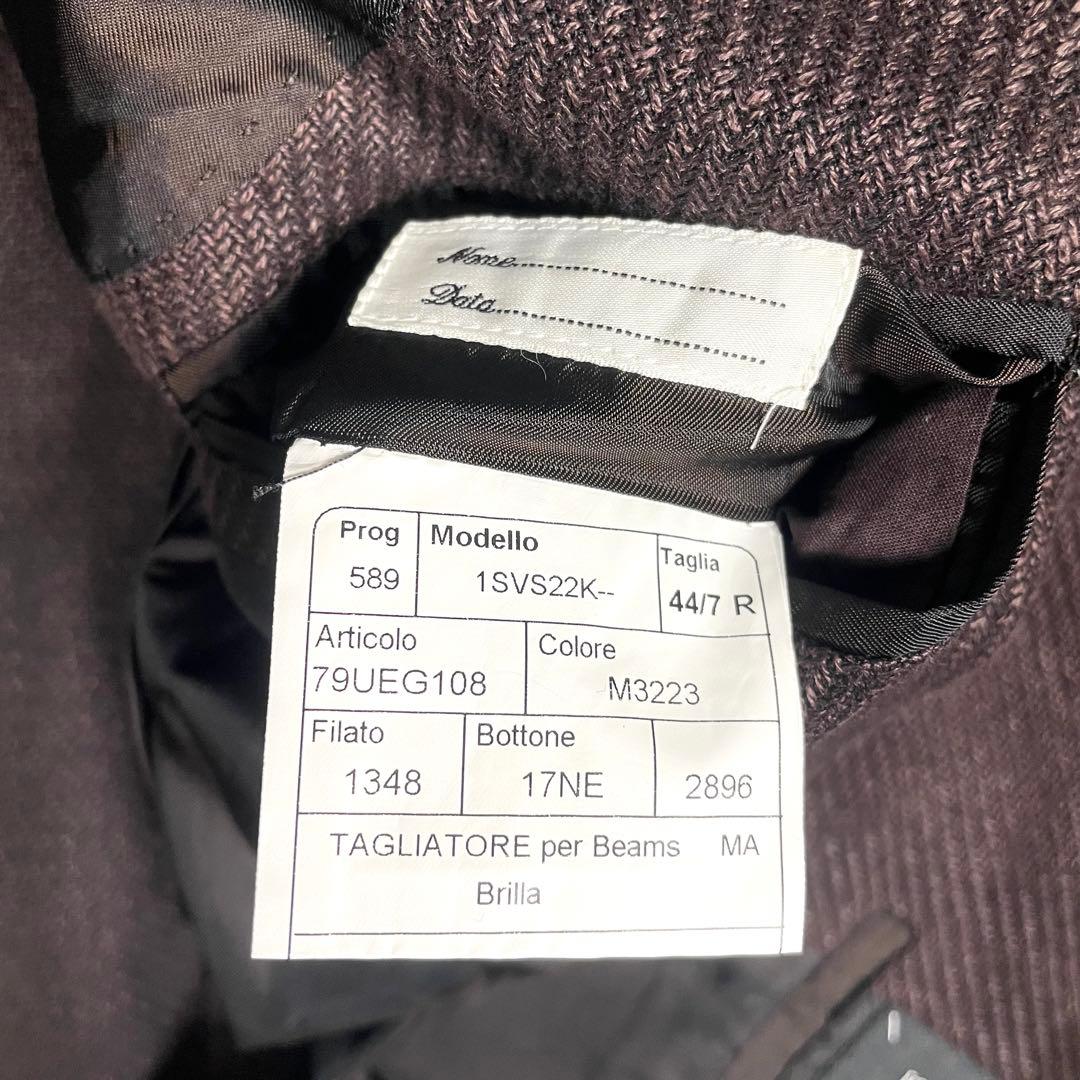 Nome
Data
Prog Modello Taglia
589 1SVS22K-- 44/7 R
Articolo Colore
79UEG108 M3223
Filato Bottone
1348 17NE 2896
TAGLIATORE per Beams MA
Brilla